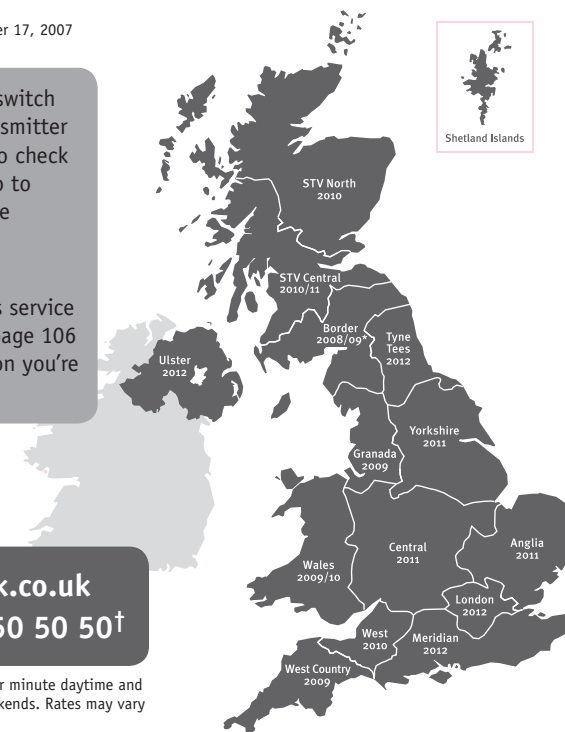 er 17, 2007
switch
smitter
o check
o to
e
s service
age 106
on you're
k.co.uk
50 50 50†
r minute daytime and
kends. Rates may vary
Shetland Islands
STV North
2010
STV Central
2010/11
Border
2008/09*
Tyne
Tees
2012
Ulster
2012
Yorkshire
2011
Granada
2009
Anglia
2011
Central
2011
Wales
2009/10
London
2012
West
2010
Meridian
2012
West Country
2009